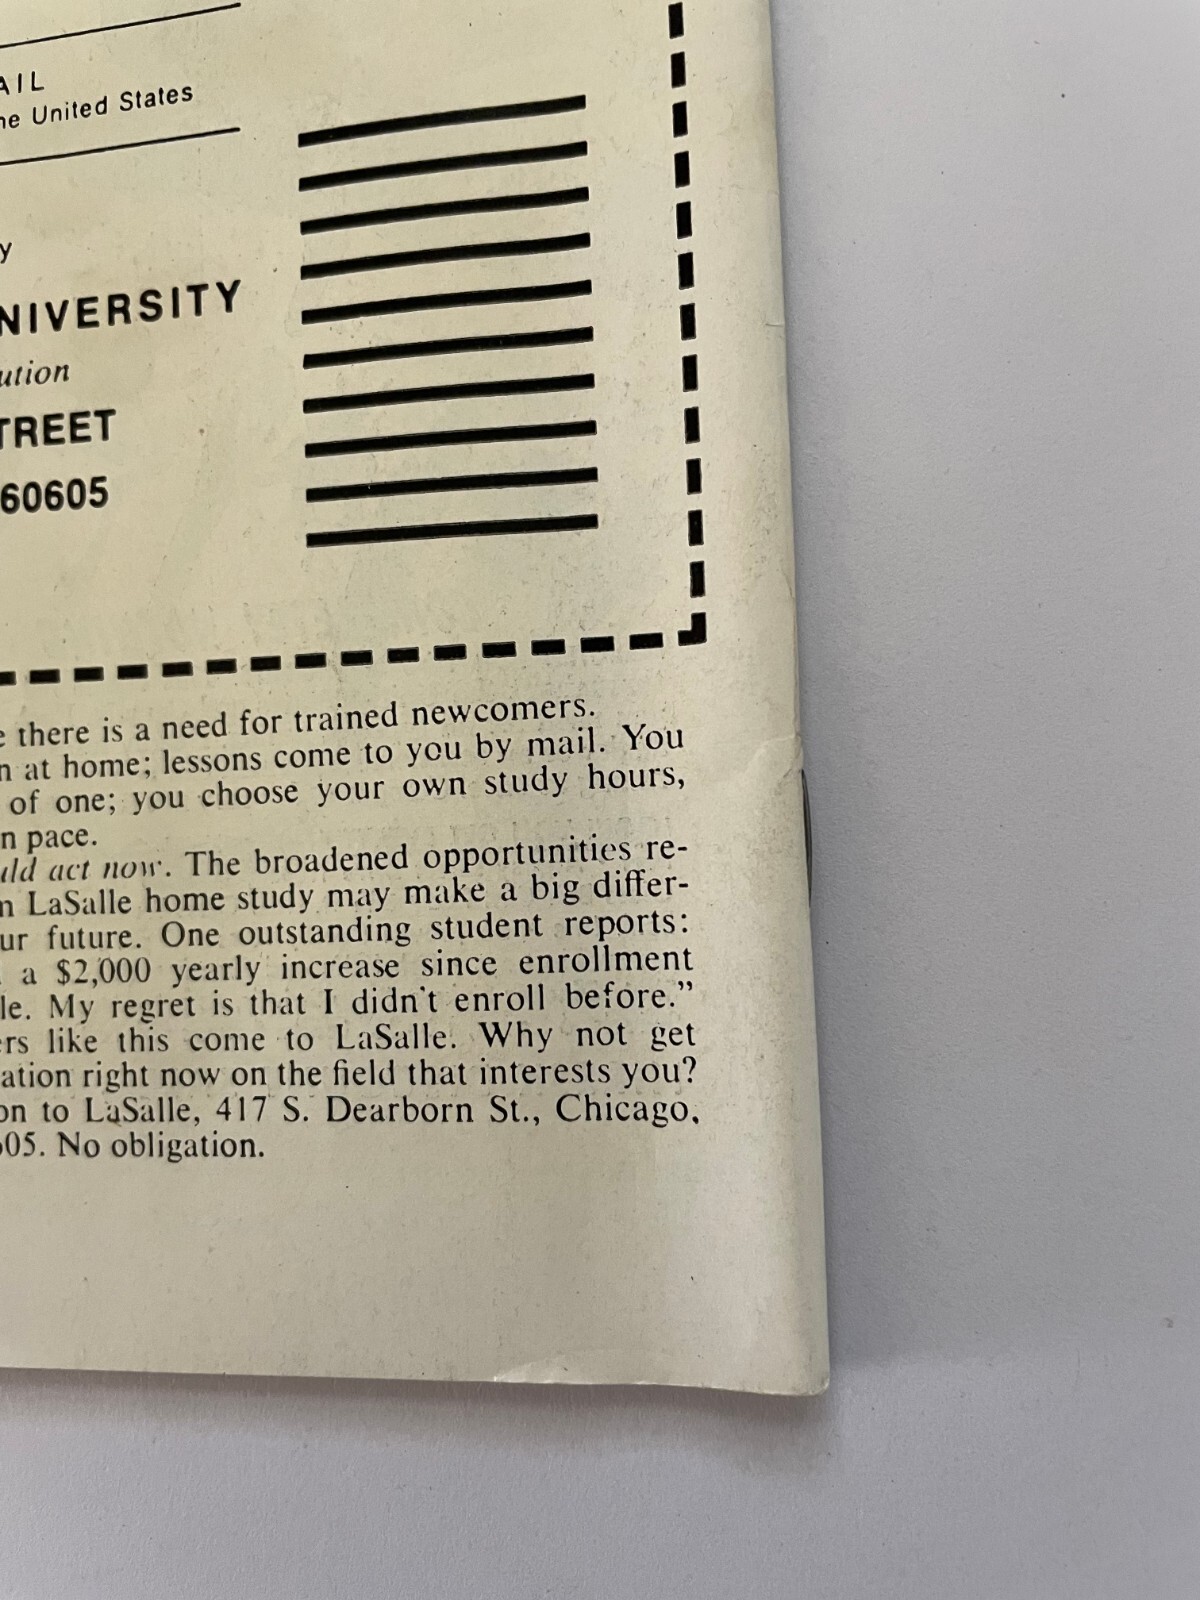 AIL
he United States
y
NIVERSITY
ution
TREET
60605
e there is a need for trained newcomers.
n at home; lessons come to you by mail. You
of one; you choose your own study hours,
n pace.
uld act now. The broadened opportunities re-
m LaSalle home study may make a big differ-
ur future. One outstanding student reports:
a $2,000 yearly increase since enrollment
le. My regret is that I didn't enroll before.”
ers like this come to LaSalle. Why not get
ation right now on the field that interests you?
on to LaSalle, 417 S. Dearborn St., Chicago,
605. No obligation.